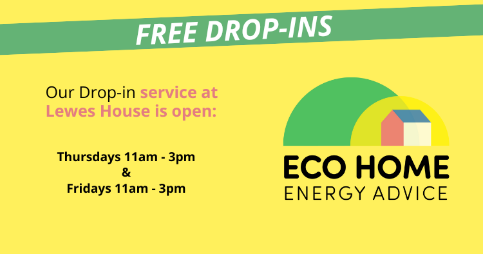 FREE DROP-INS
Our Drop-in service at
Lewes House is open:
Thursdays 11am - 3pm
&
Fridays 11am - 3pm
ECO HOME
ENERGY ADVICE